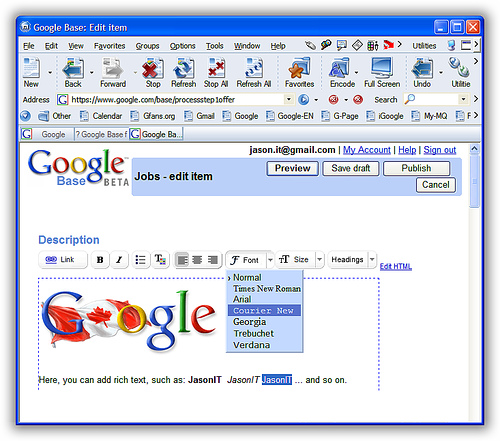 Google Base: Edit item
File Edit View Favorites Groups Options Tools Window Help Utilities
New Back Forward Stop Refresh Stop All Refresh All Favorites Encode Full Screen Undo Utilitie
Address https://www.google.com/base/processstep1offer Search
Other Calendar Gfans.org Gmail Google Google-EN G-Page iGoogle My-MQ F
Google ? Google Base f Google Ba...
jason.it@gmail.com | My Account | Help | Sign out
Google Base BETA
Jobs - edit item
Preview Save draft Publish
Cancel
Description
Link B I T Font TT Size Headings Edit HTML
› Normal
Times New Roman
Arial
Courier New
Georgia
Trebuchet
Verdana
Google
Here, you can add rich text, such as: JasonIT JasonIT JasonIT ... and so on.